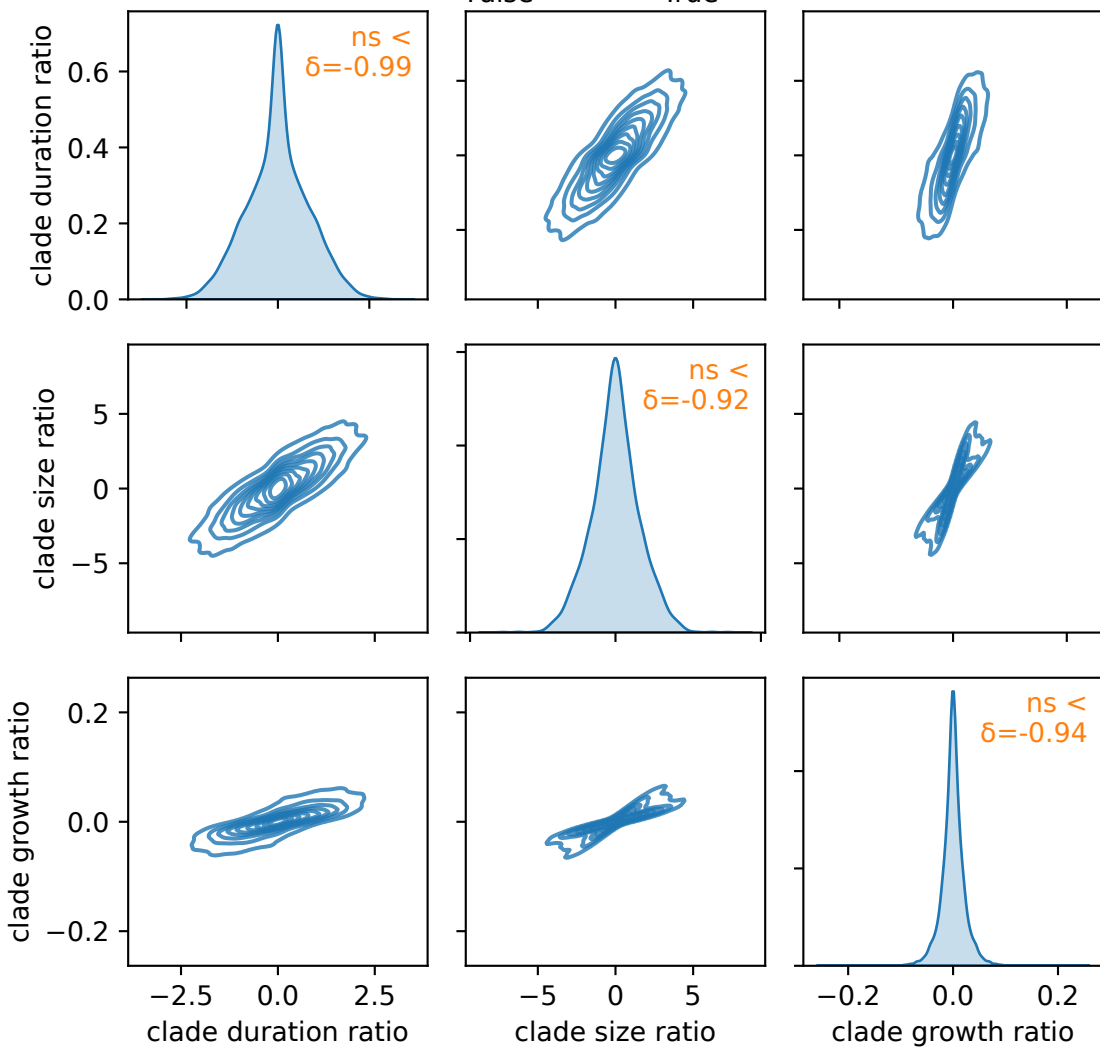 clade duration ratio
0.6
0.4
0.2
0.0
ns <
δ=-0.99
clade size ratio
5
0
−5
ns <
δ=-0.92
clade growth ratio
0.2
0.0
−0.2
ns <
δ=-0.94
−2.5 0.0 2.5
−5 0 5
−0.2 0.0 0.2
clade duration ratio
clade size ratio
clade growth ratio